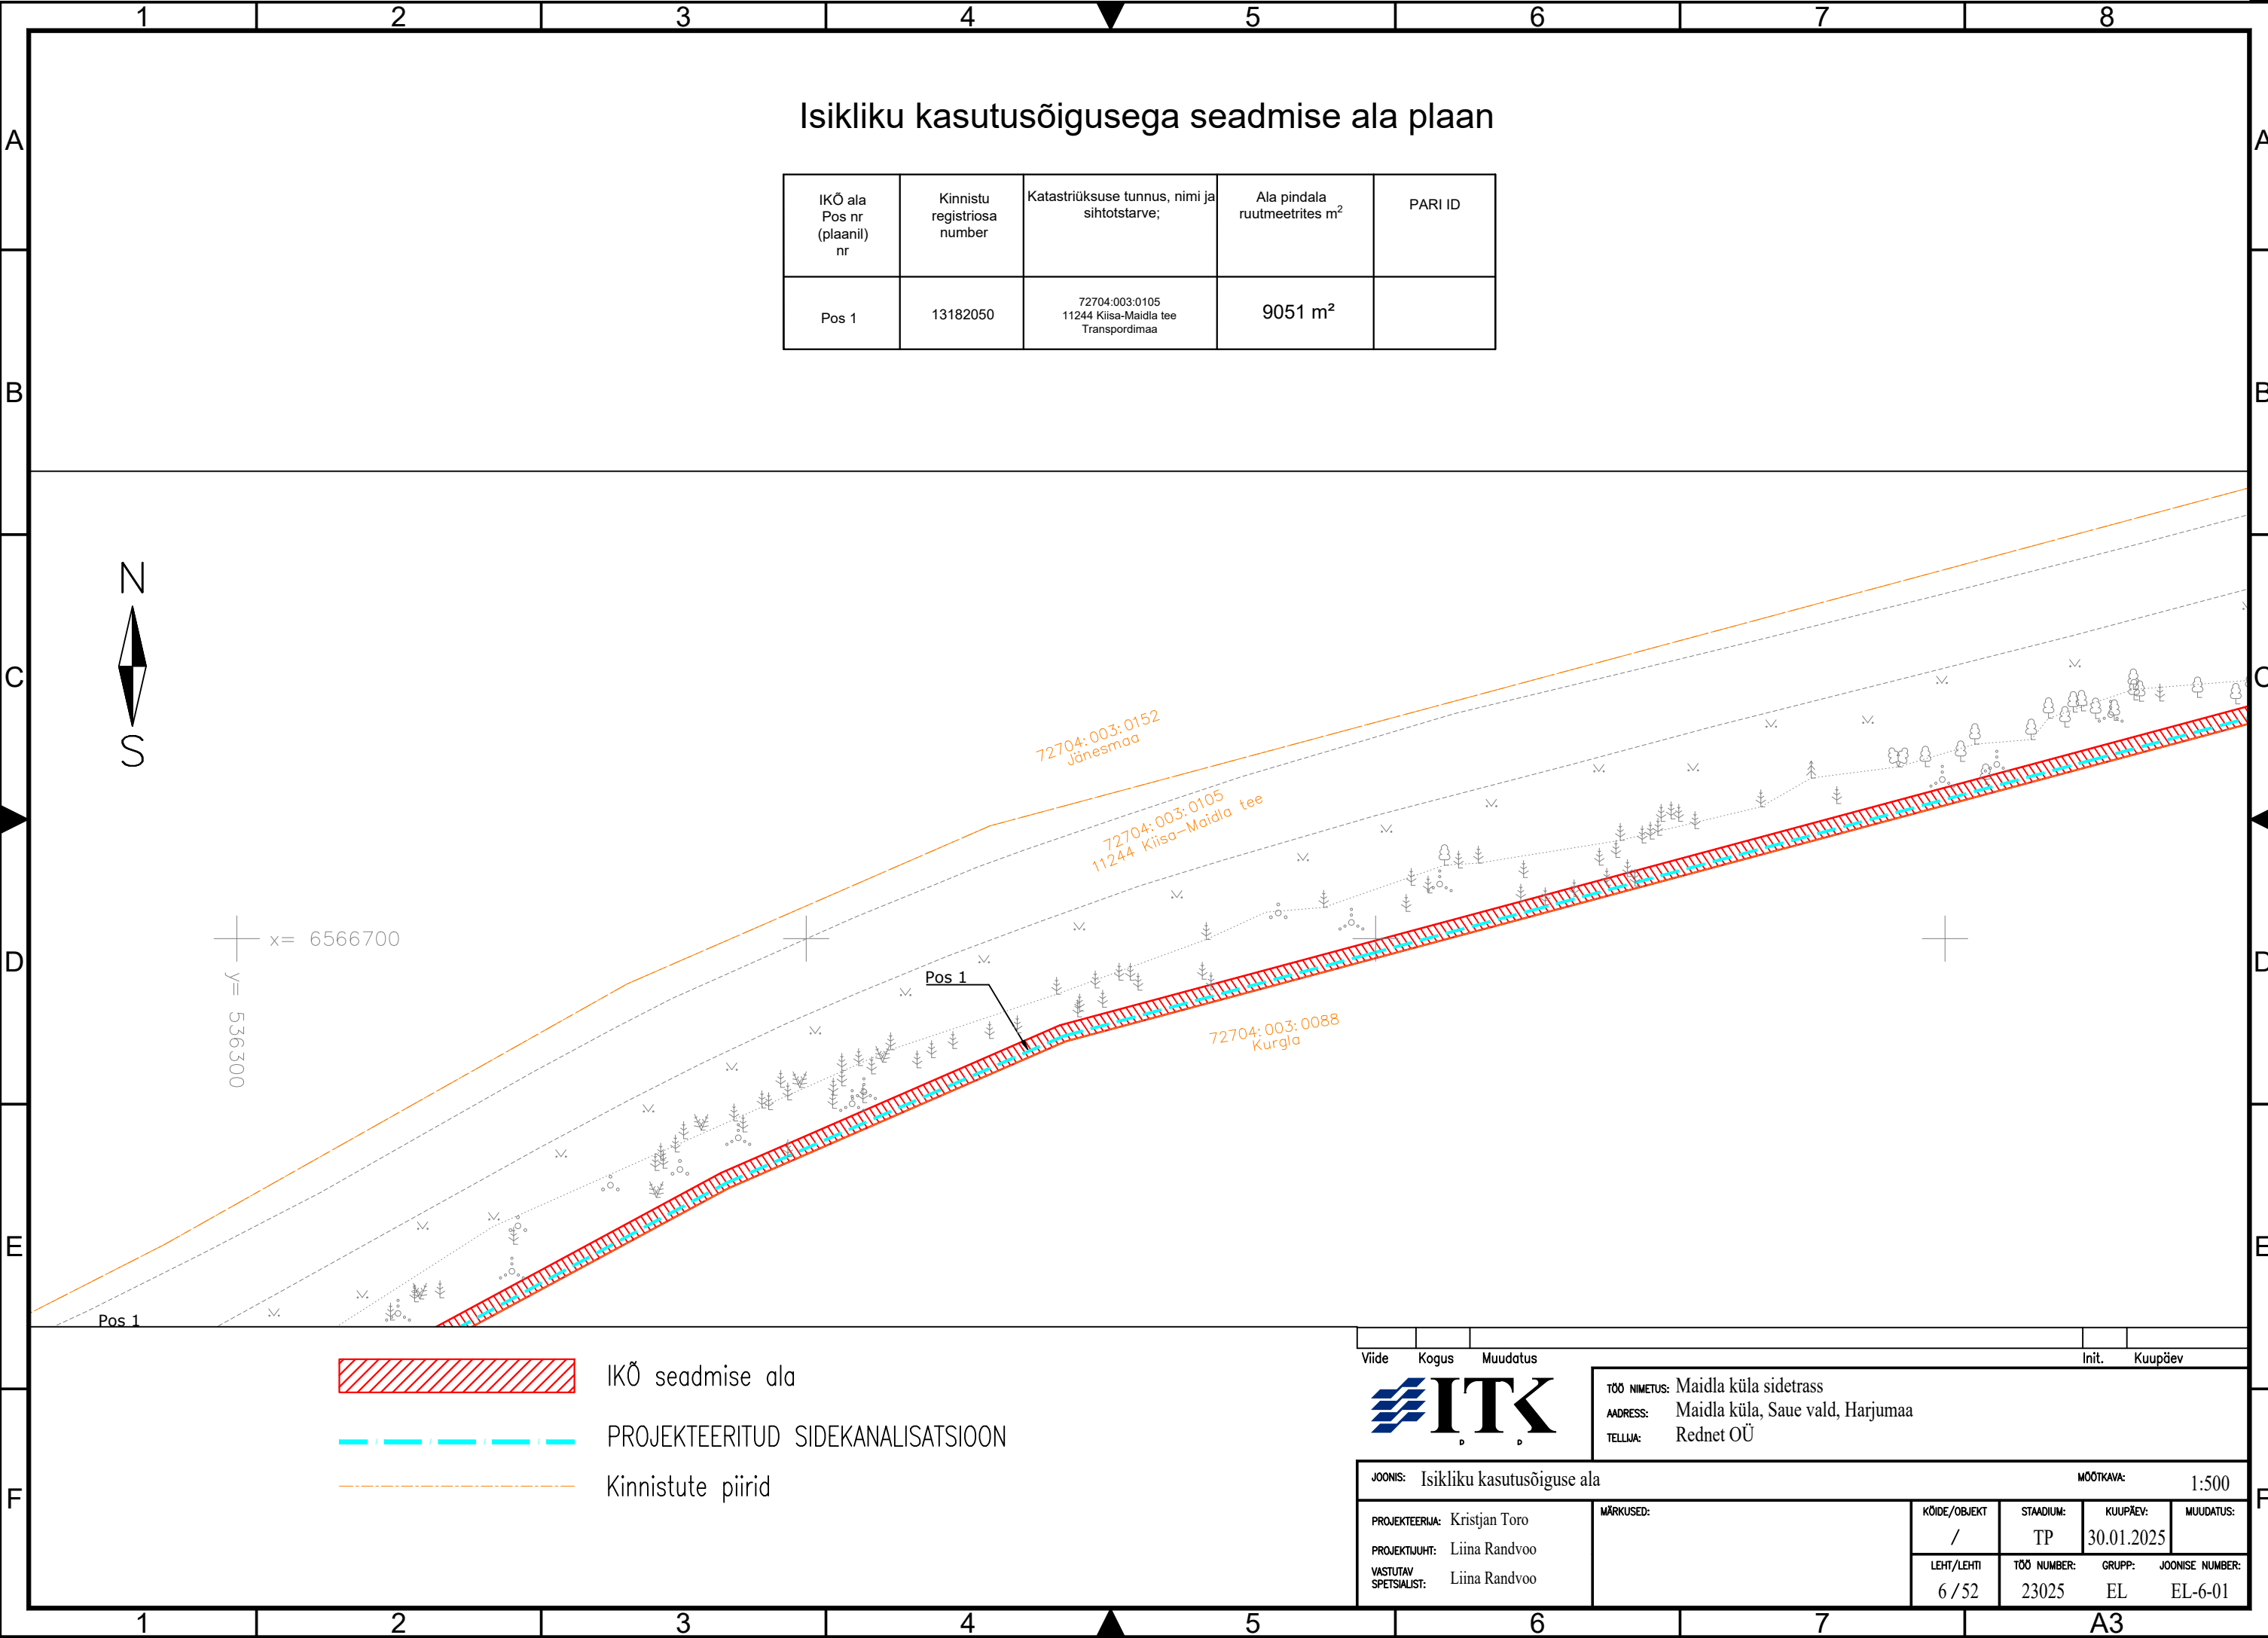 1 2 3 4 5 6 7 8
A A
B B
C C
D D
E E
F F
Isikliku kasutusõigusega seadmise ala plaan
IKÕ ala
Pos nr
(plaanil)
nr
Kinnistu
registriosa
number
Katastriüksuse tunnus, nimi ja
sihtotstarve;
Ala pindala
ruutmeetrites m²
PARI ID
Pos 1
13182050
72704:003:0105
11244 Kiisa-Maidla tee
Transpordimaa
9051 m²
N
S
72704:003:0152
Jänesmaa
72704:003:0105
11244 Kiisa-Maidla tee
x= 6566700
y= 536300
Pos 1
72704:003:0088
Kurgla
Pos 1
IKÕ seadmise ala
PROJEKTEERITUD SIDEKANALISATSIOON
Kinnistute piirid
Viide Kogus Muudatus Init. Kuupäev
ITK
D D
TÖÖ NIMETUS: Maidla küla sidetrass
AADRESS: Maidla küla, Saue vald, Harjumaa
TELLIJA: Rednet OÜ
JOONIS: Isikliku kasutusõiguse ala
MÕÕTKAVA: 1:500
PROJEKTEERIJA: Kristjan Toro
PROJEKTIJUHT: Liina Randvoo
VASTUTAV
SPETSIALIST: Liina Randvoo
MÄRKUSED:
KÖIDE/OBJEKT
/
STAADIUM:
TP
KUUPÄEV:
30.01.2025
MUUDATUS:
LEHT/LEHTI
6 / 52
TÖÖ NUMBER:
23025
GRUPP:
EL
JOONISE NUMBER:
EL-6-01
1 2 3 4 5 6 7 A3